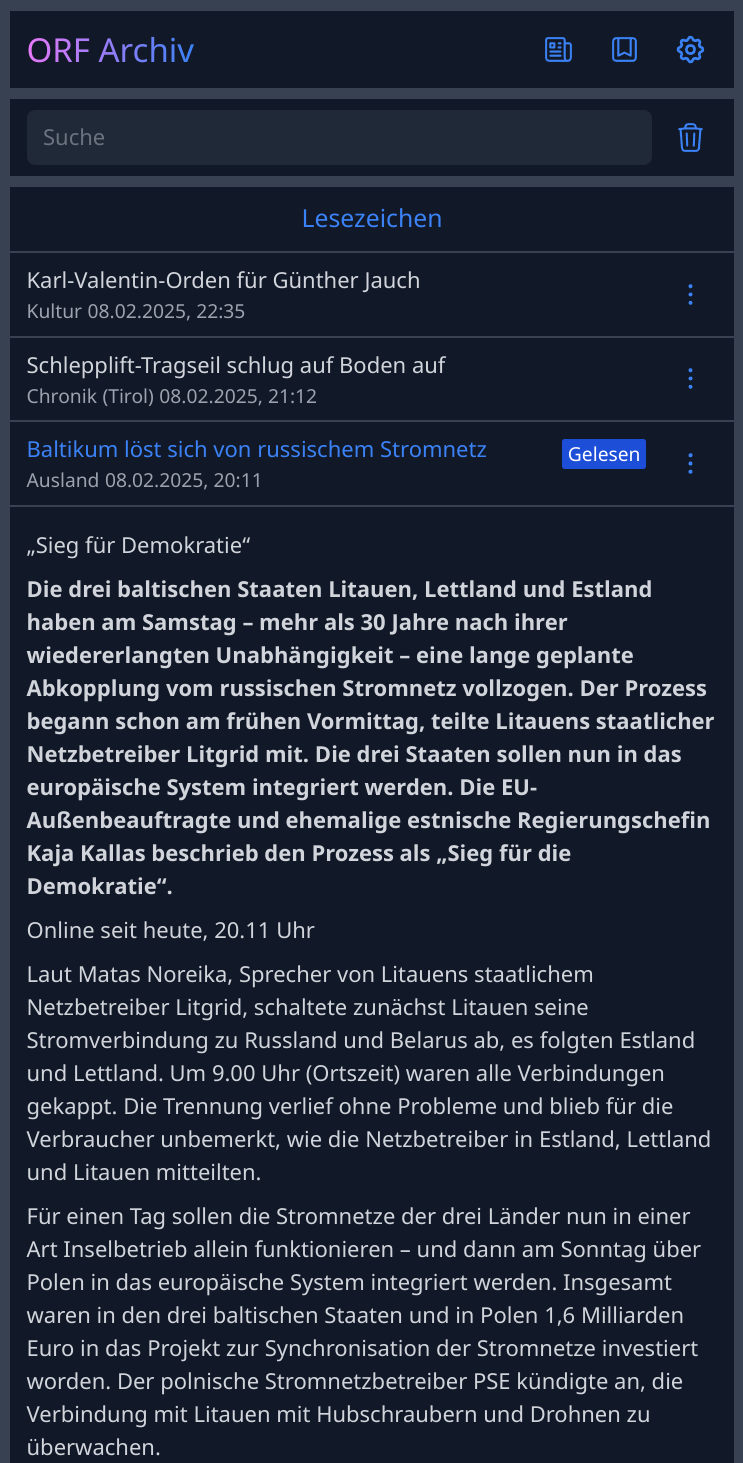 ORF Archiv
Suche
Lesezeichen
Karl-Valentin-Orden für Günther Jauch
Kultur 08.02.2025, 22:35
Schlepplift-Tragseil schlug auf Boden auf
Chronik (Tirol) 08.02.2025, 21:12
Baltikum löst sich von russischem Stromnetz
Gelesen
Ausland 08.02.2025, 20:11
„Sieg für Demokratie“
Die drei baltischen Staaten Litauen, Lettland und Estland
haben am Samstag – mehr als 30 Jahre nach ihrer
wiedererlangten Unabhängigkeit – eine lange geplante
Abkopplung vom russischen Stromnetz vollzogen. Der Prozess
begann schon am frühen Vormittag, teilte Litauens staatlicher
Netzbetreiber Litgrid mit. Die drei Staaten sollen nun in das
europäische System integriert werden. Die EU-
Außenbeauftragte und ehemalige estnische Regierungschefin
Kaja Kallas beschrieb den Prozess als „Sieg für die
Demokratie“.
Online seit heute, 20.11 Uhr
Laut Matas Noreika, Sprecher von Litauens staatlichem
Netzbetreiber Litgrid, schaltete zunächst Litauen seine
Stromverbindung zu Russland und Belarus ab, es folgten Estland
und Lettland. Um 9.00 Uhr (Ortszeit) waren alle Verbindungen
gekappt. Die Trennung verlief ohne Probleme und blieb für die
Verbraucher unbemerkt, wie die Netzbetreiber in Estland, Lettland
und Litauen mitteilten.
Für einen Tag sollen die Stromnetze der drei Länder nun in einer
Art Inselbetrieb allein funktionieren – und dann am Sonntag über
Polen in das europäische System integriert werden. Insgesamt
waren in den drei baltischen Staaten und in Polen 1,6 Milliarden
Euro in das Projekt zur Synchronisation der Stromnetze investiert
worden. Der polnische Stromnetzbetreiber PSE kündigte an, die
Verbindung mit Litauen mit Hubschraubern und Drohnen zu
überwachen.